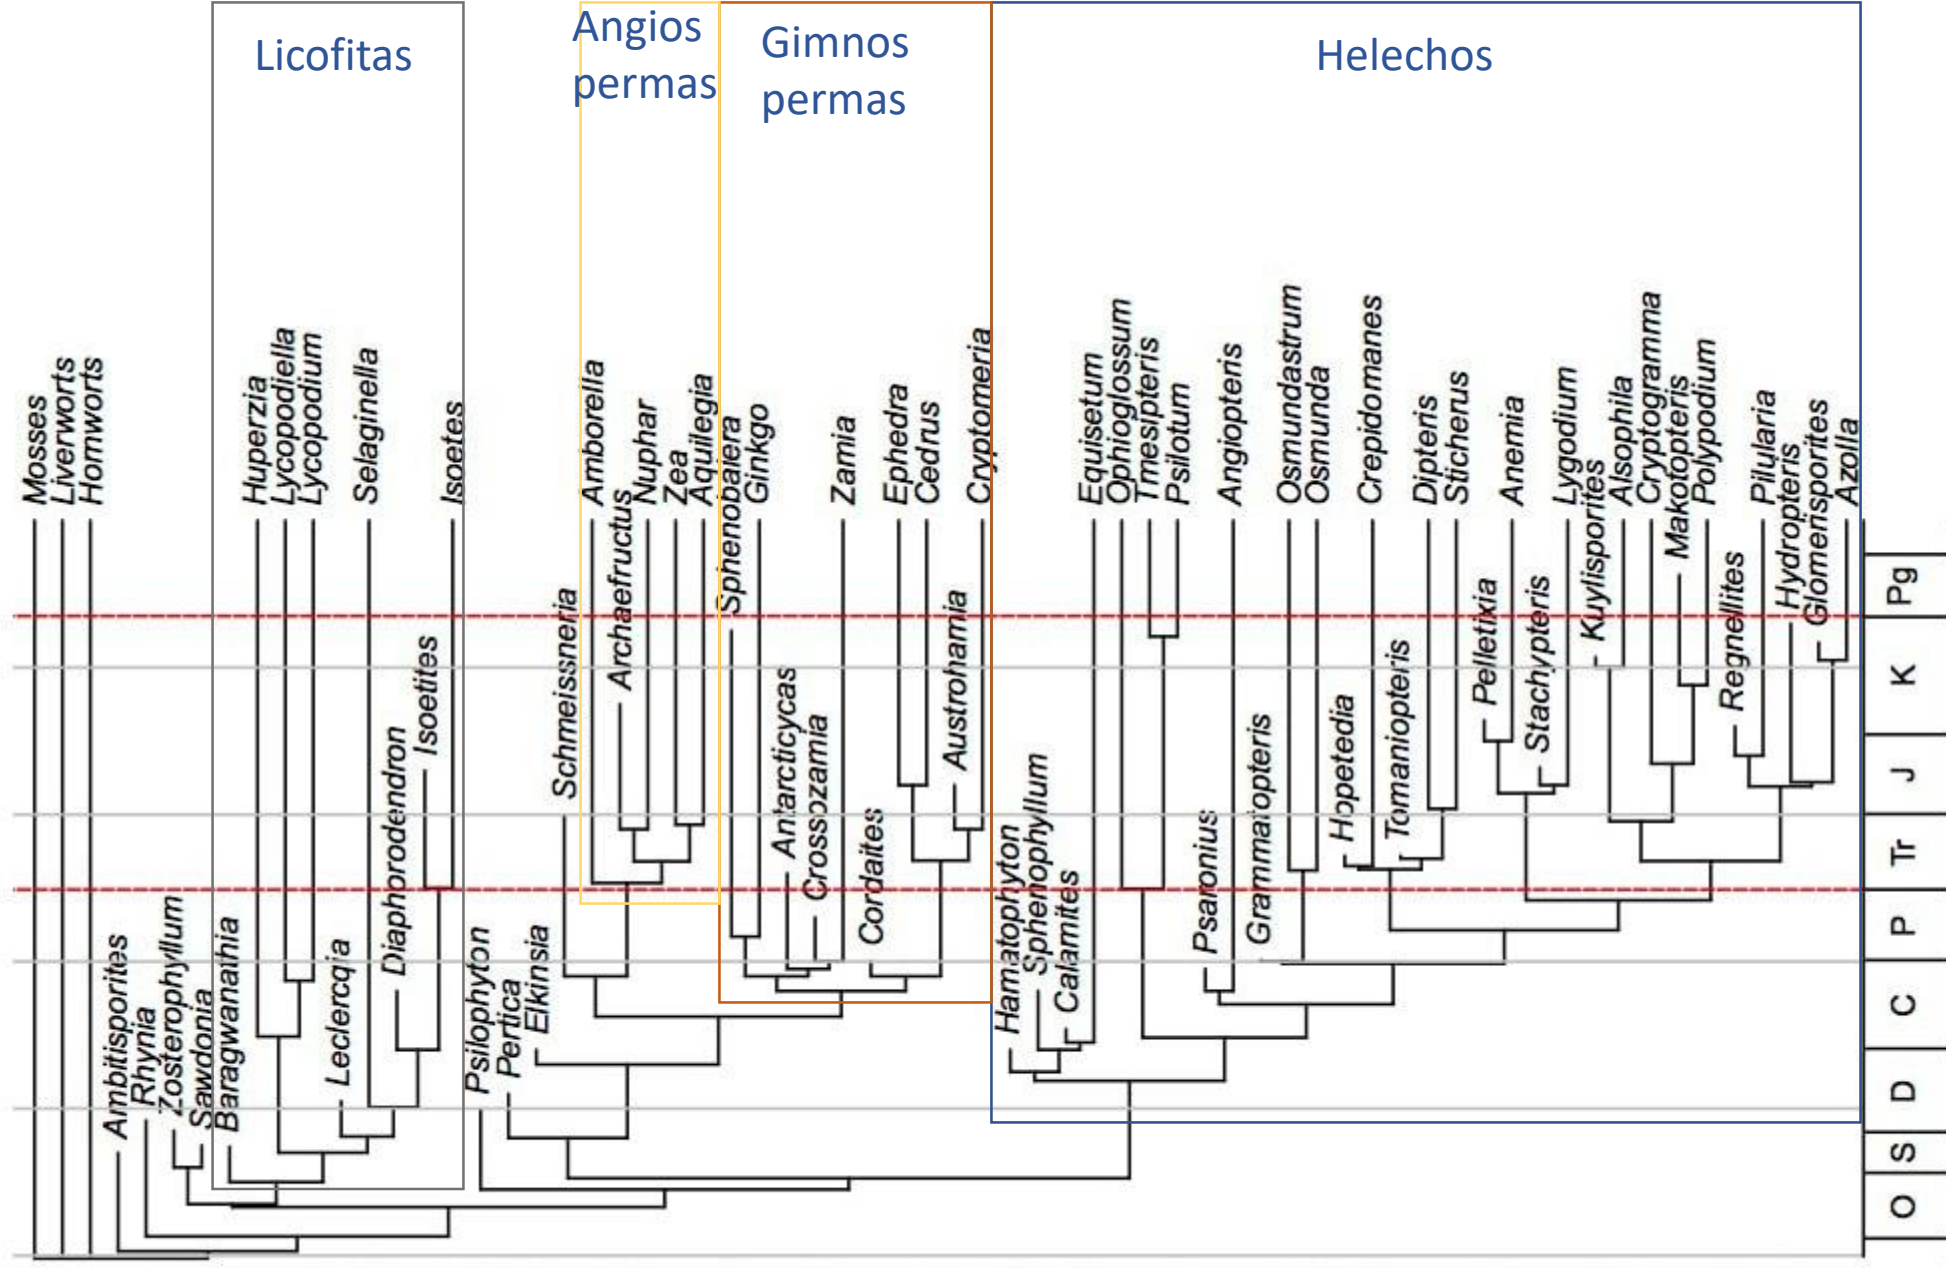 Licofitas
Angios
permas
Gimnos
permas
Helechos
Mosses
Liverworts
Homworts
Ambitisporites
Rhynia
Zosterophyllum
Sawdonia
Baragwanathia
Huperzia
Lycopodiella
Lycopodium
Leclercqia
Selaginella
Diaphorodendron
Isoetites
Isoetes
Psilophyton
Pertica
Elkinsia
Schmeissneria
Amborella
Archaefructus
Nuphar
Zea
Aquilegia
Sphenobaiera
Ginkgo
Antarcticycas
Crossozamia
Zamia
Cordaites
Ephedra
Cedrus
Austrohamia
Cryptomeria
Hamatophyton
Sphenophyllum
Calamites
Equisetum
Ophioglossum
Tmesipteris
Psilotum
Psaronius
Angiopteris
Grammatopteris
Osmundastrum
Osmunda
Hopetedia
Crepidomanes
Tomaniopteris
Dipteris
Sticherus
Pelletixia
Anemia
Stachypteris
Lygodium
Kuylisporites
Alsophila
Cryptogramma
Makotopteris
Polypodium
Regnellites
Pilularia
Hydropteris
Glomerisporites
Azolla
Pg
K
J
Tr
P
C
D
S
O